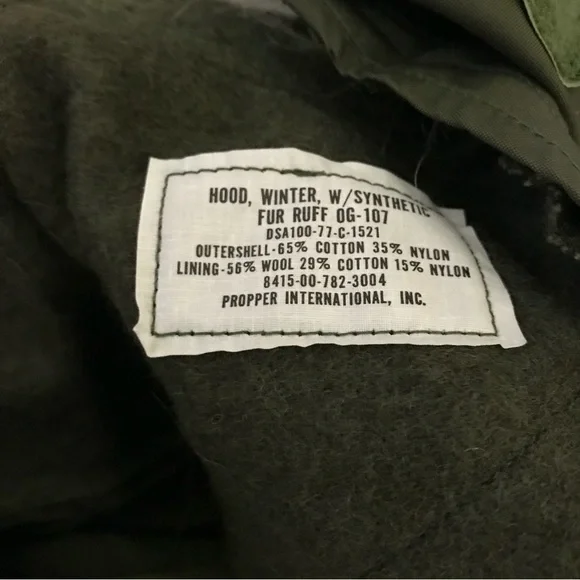 HOOD, WINTER, W/SYNTHETIC
FUR RUFF OG-107
DSA100-77-C-1521
OUTERSHELL-65% COTTON 35% NYLON
LINING-56% WOOL 29% COTTON 15% NYLON
8415-00-782-3004
PROPPER INTERNATIONAL, INC.